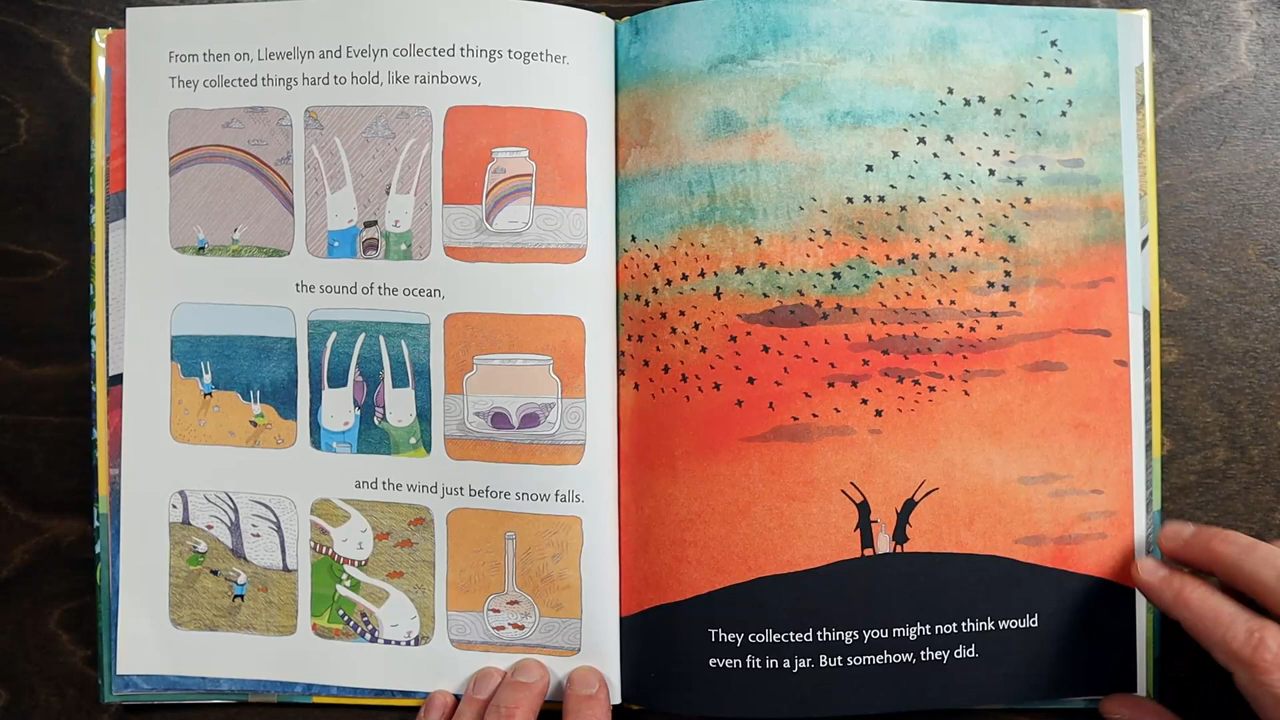 From then on, Llewellyn and Evelyn collected things together.
They collected things hard to hold, like rainbows,
the sound of the ocean,
and the wind just before snow falls.
They collected things you might not think would
even fit in a jar. But somehow, they did.